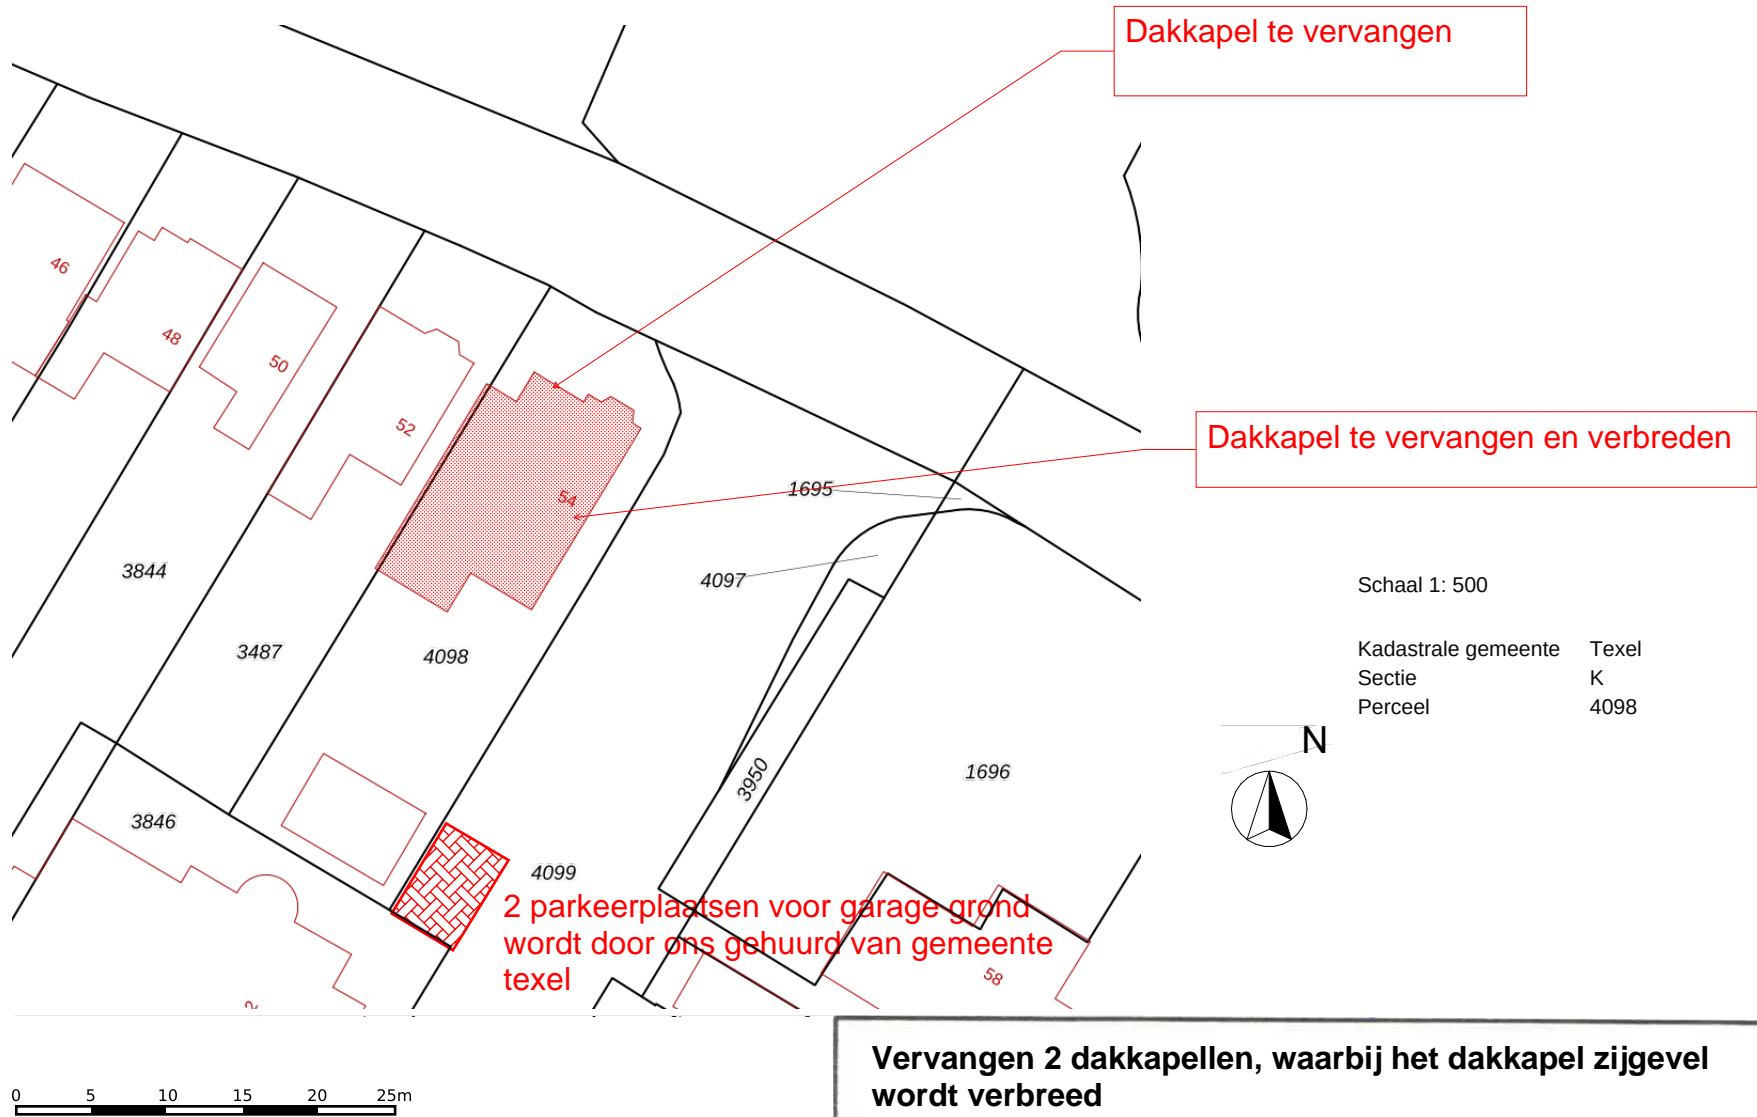 Dakkapel te vervangen
46
48
50
52
54
Dakkapel te vervangen en verbreden
1695
4097
3844
3487
4098
Schaal 1: 500
Kadastrale gemeente Texel
Sectie K
Perceel 4098
N
3950
1696
3846
4099
2 parkeerplaatsen voor garage grond
wordt door ons gehuurd van gemeente
texel
58
2
Vervangen 2 dakkapellen, waarbij het dakkapel zijgevel
wordt verbreed
0 5 10 15 20 25m